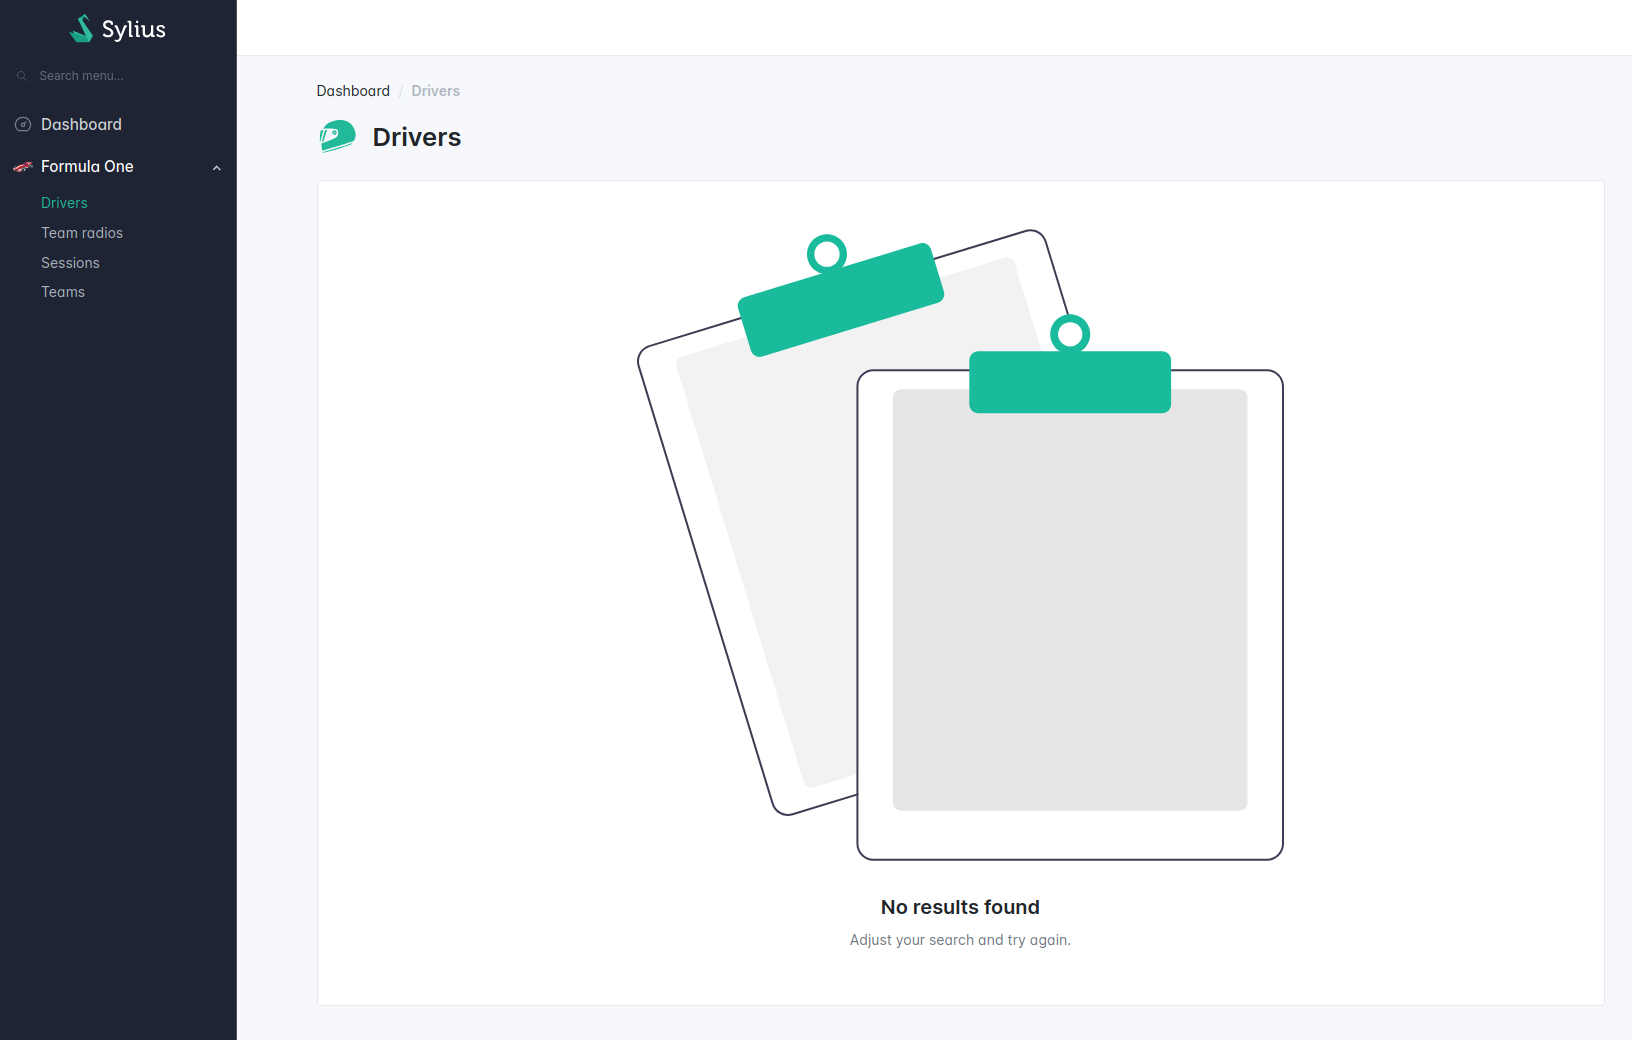 Sylius
Search menu...
Dashboard
Formula One
Drivers
Team radios
Sessions
Teams
Dashboard / Drivers
Drivers
No results found
Adjust your search and try again.